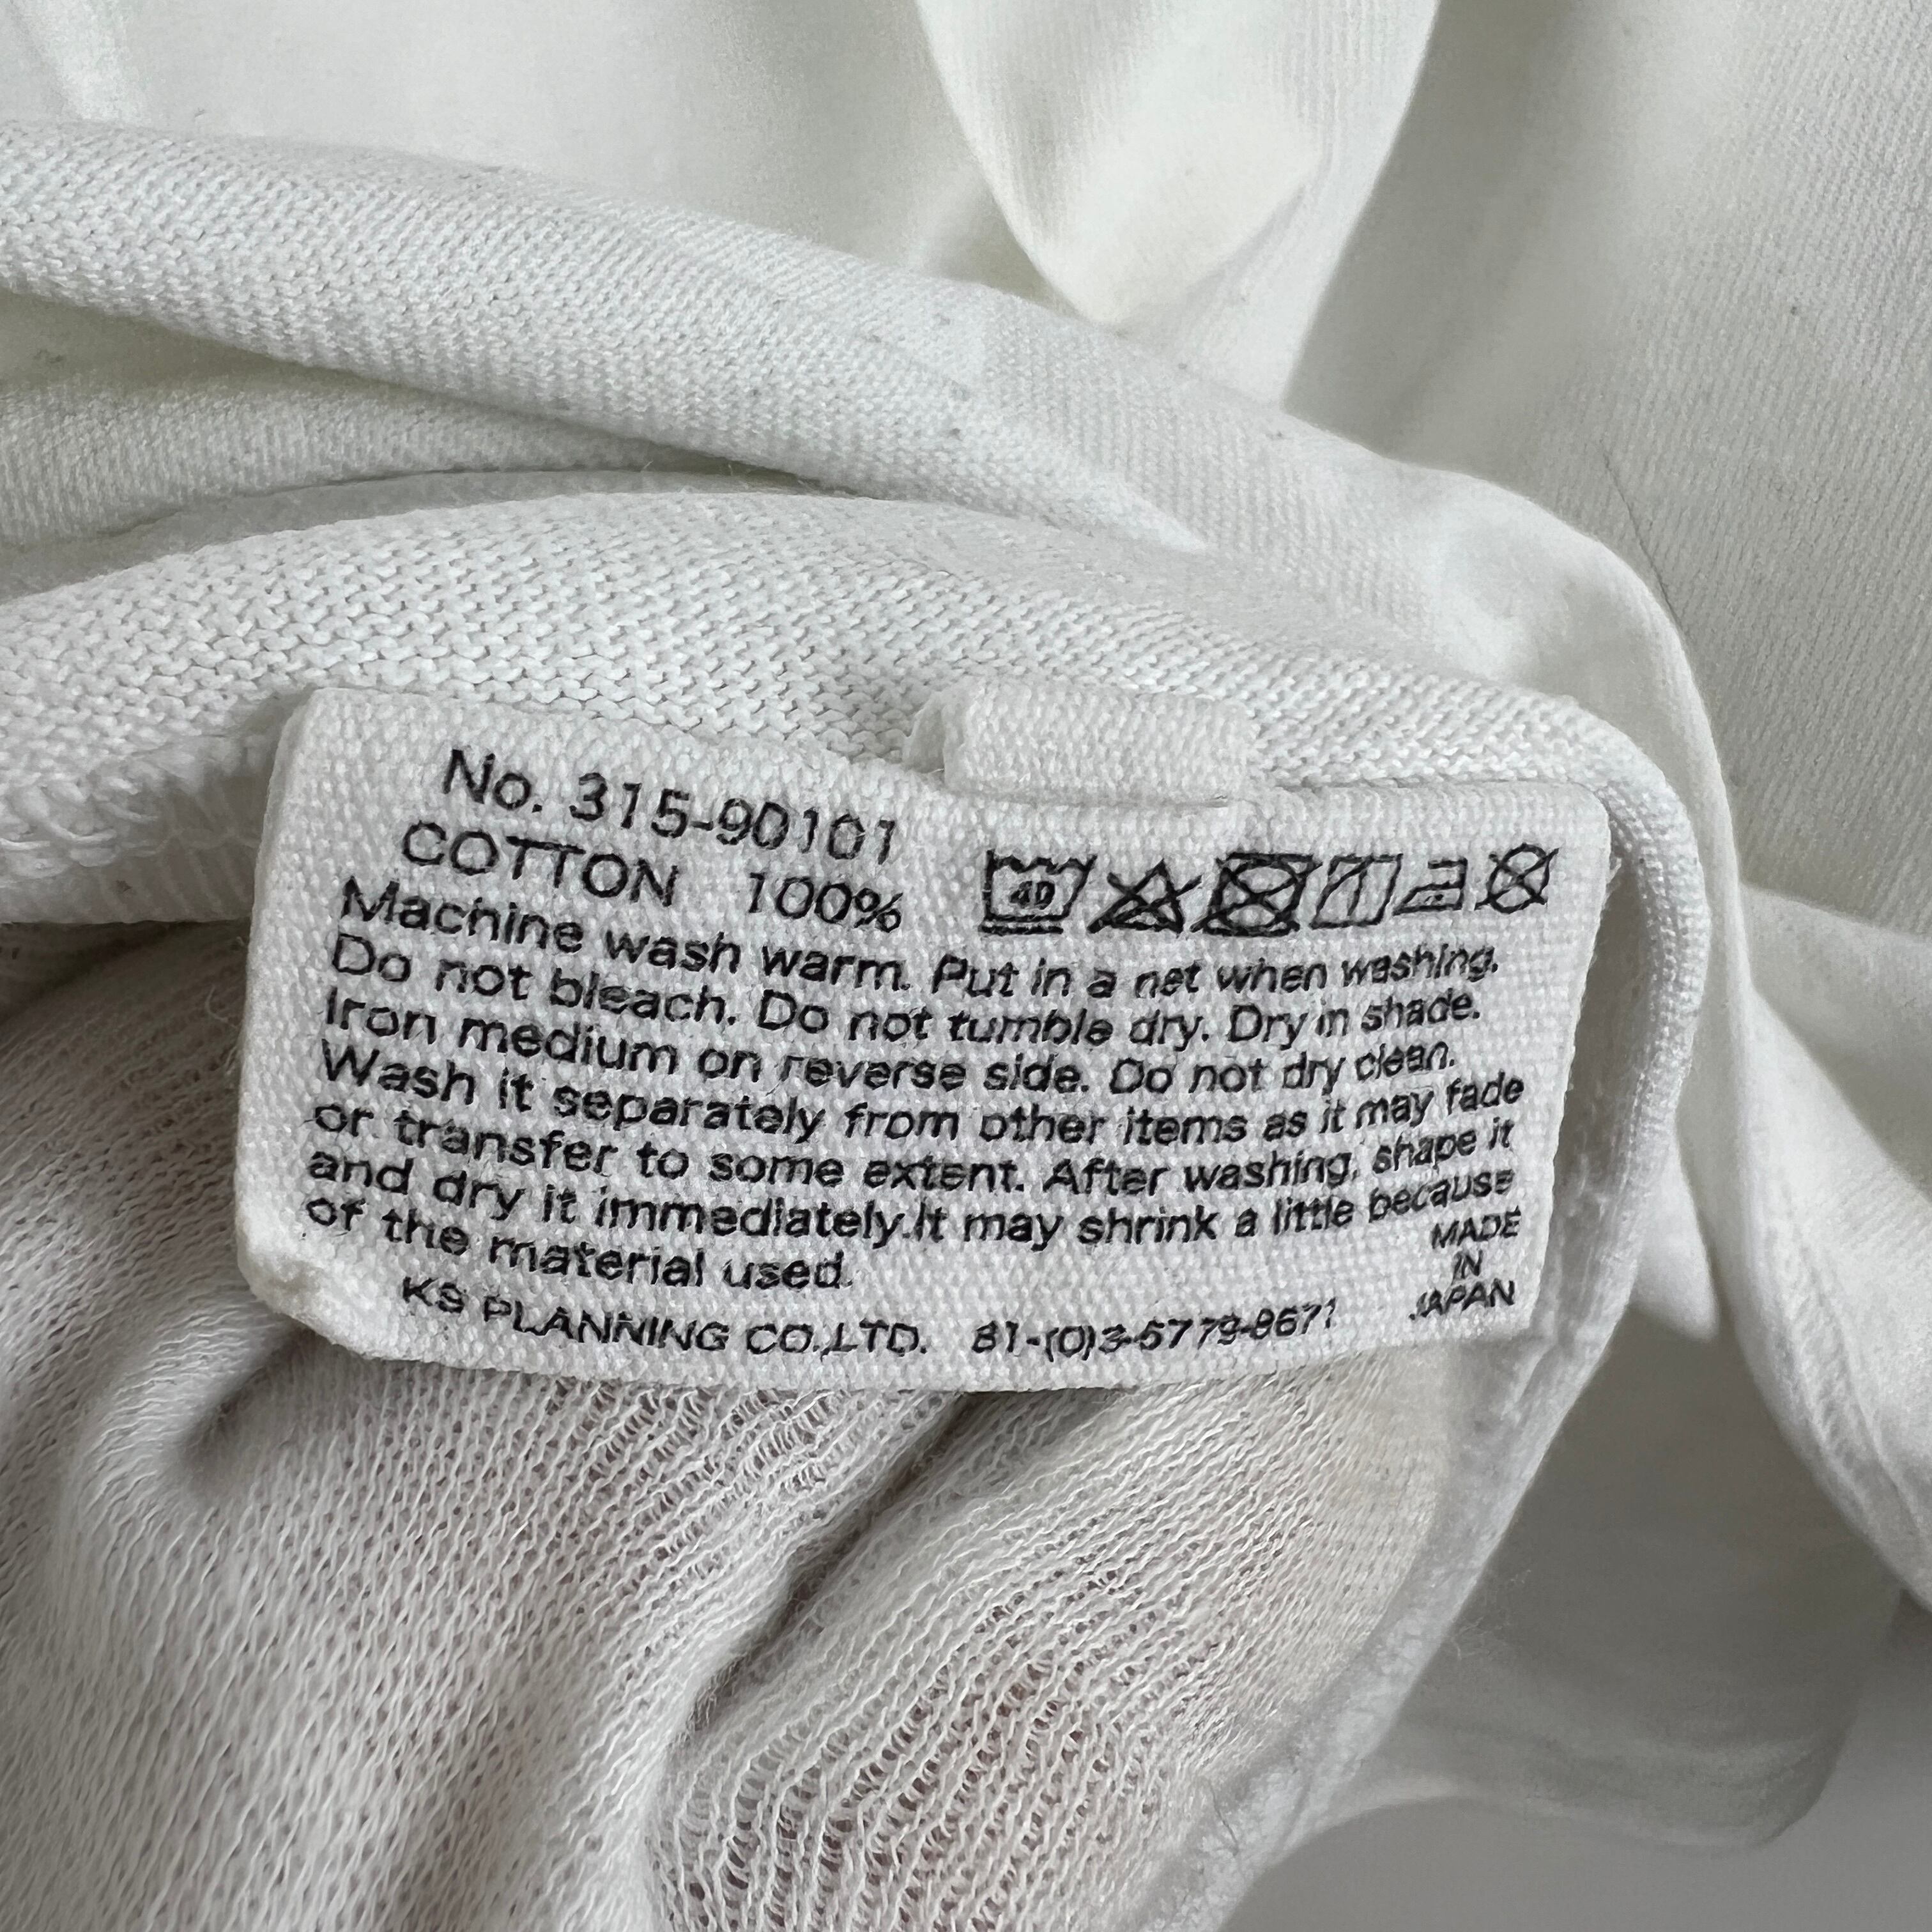 No. 315-90101
COTTON 100%
40
Machine wash warm. Put in a net when washing.
Do not bleach. Do not tumble dry. Dry in shade.
Iron medium on reverse side. Do not dry clean.
Wash it separately from other items as it may fade
or transfer to some extent. After washing, shape it
and dry it immediately.It may shrink a little because
of the material used.
KS PLANNING CO.,LTD. 81-(0)3-5779-8671
MADE
IN
JAPAN